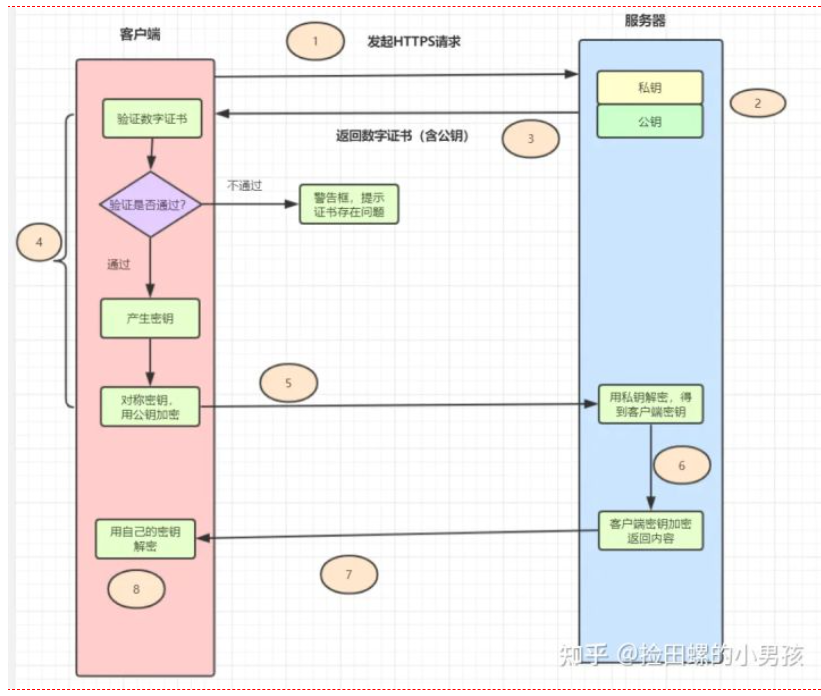 客户端
服务器
1
发起HTTPS请求
私钥
2
公钥
验证数字证书
返回数字证书（含公钥）
3
验证是否通过?
不通过
警告框，提示
证书存在问题
4
通过
产生密钥
5
对称密钥，
用公钥加密
用私钥解密，得
到客户端密钥
6
客户端密钥加密
返回内容
用自己的密钥
解密
7
8
知乎 @捡田螺的小男孩